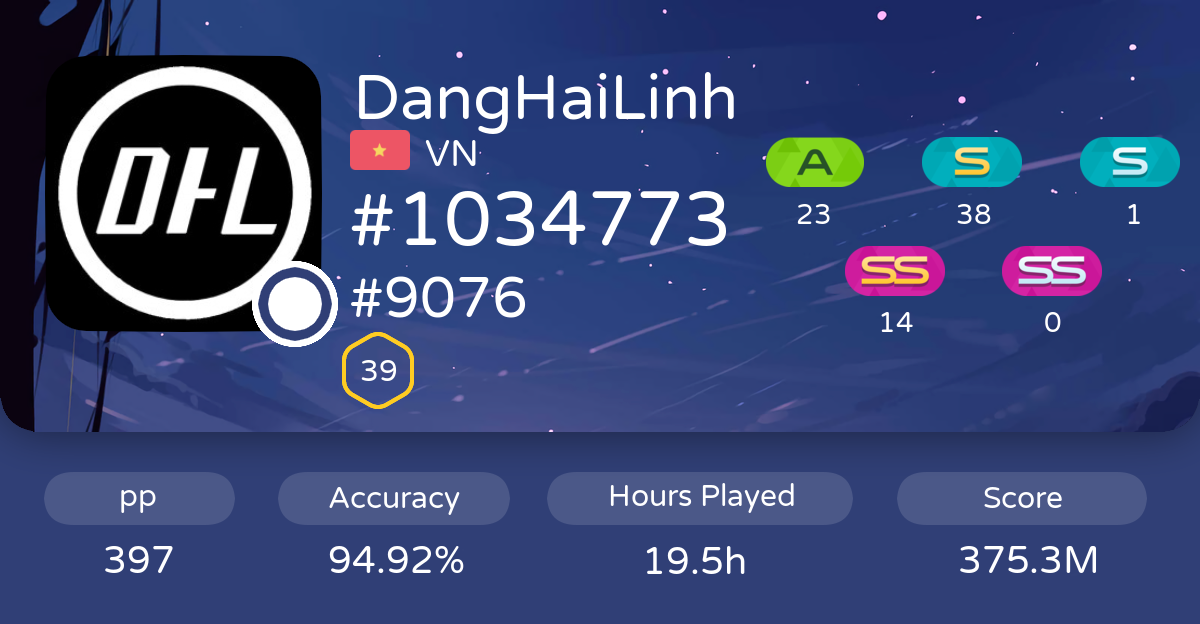 DHL
DangHaiLinh
VN
#1034773
#9076
39
A S S
23 38 1
SS SS
14 0
pp Accuracy Hours Played Score
397 94.92% 19.5h 375.3M